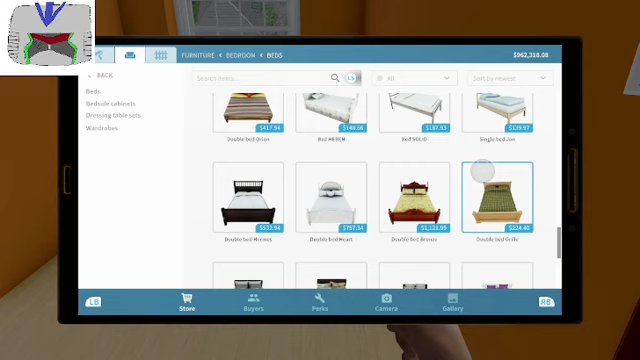 FURNITURE < BEDROOM < BEDS
$962,318.08
BACK
Search items...
LS
All
Sort by newest
Beds
Bedside cabinets
Dressing table sets
Wardrobes
$417.94
$148.66
$187.93
$139.97
Double bed Orion
Bed HEBEN
Bed SOLID
Single bed Jon
$532.94
$757.34
$1,121.99
$224.40
Double bed Hermes
Double bed Heart
Double bed Bronze
Double bed Grille
LB
Store
Buyers
Perks
Camera
Gallery
RB